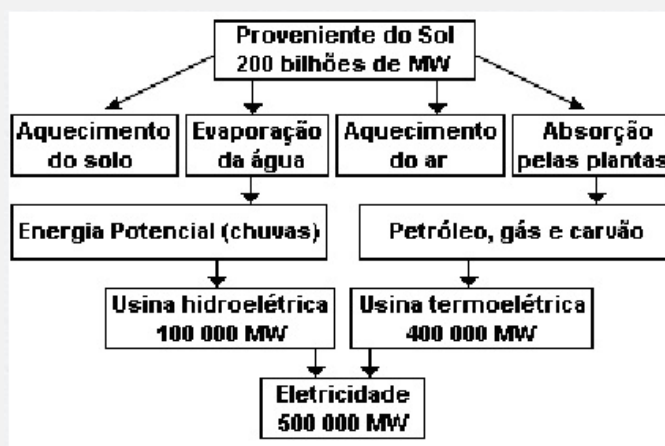 Proveniente do Sol
200 bilhões de MW
Aquecimento
do solo
Evaporação
da água
Aquecimento
do ar
Absorção
pelas plantas
Energia Potencial (chuvas)
Petróleo, gás e carvão
Usina hidroelétrica
100 000 MW
Usina termoelétrica
400 000 MW
Eletricidade
500 000 MW